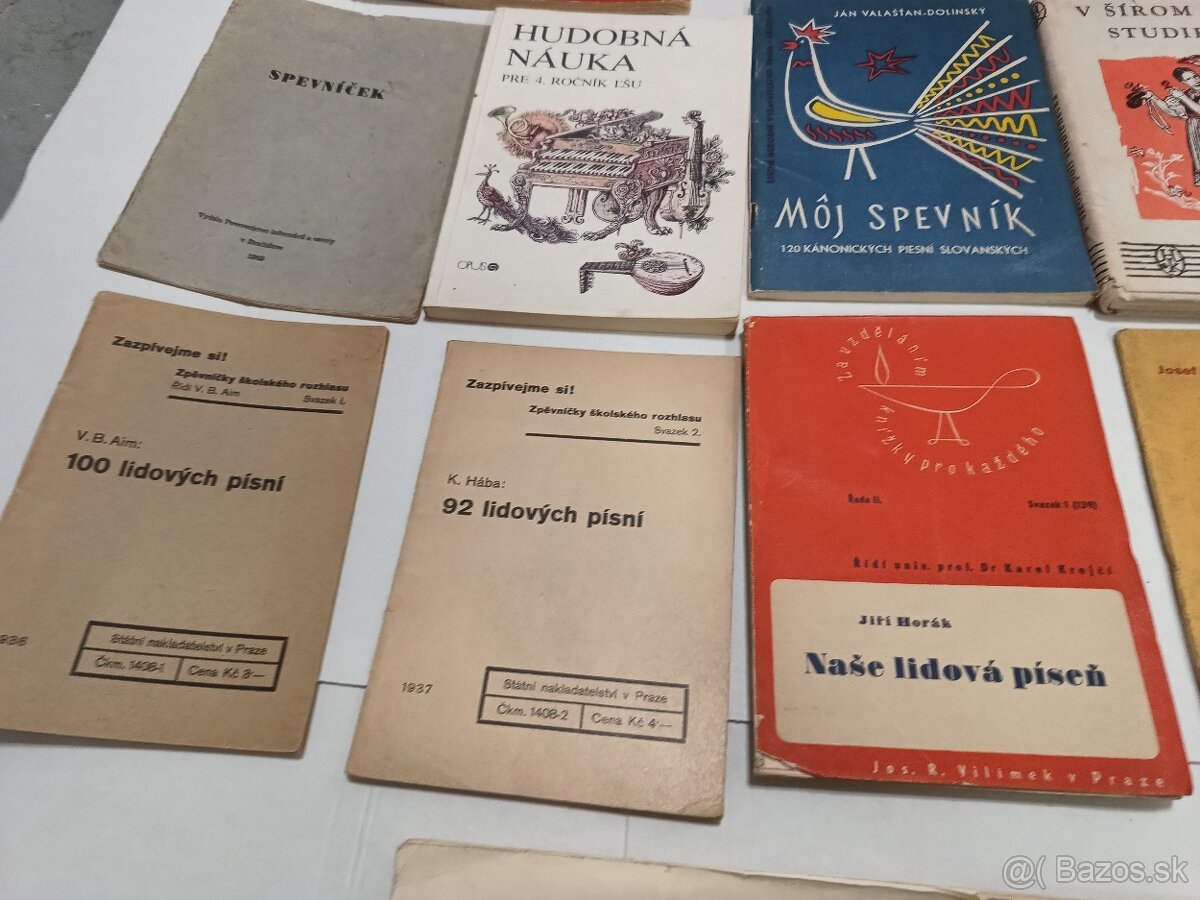 SPEVNÍČEK
v Bratislave
HUDOBNÁ
NÁUKA
PRE 4. ROČNÍK ĽŠU
OPUS
JÁN VALAŠŤAN-DOLINSKÝ
MÔJ SPEVNÍK
120 KÁNONICKÝCH PIESNÍ SLOVANSKÝCH
V ŠÍROM
STUDIE
Zazpívejme si!
Zpěvníčky školského rozhlasu
Řídí V. B. Aim
Svazek I.
V. B. Aim:
100 lidových písní
Státní nakladatelství v Praze
Čkm. 1408-1
Cena Kč 3·—
Zazpívejme si!
Zpěvníčky školského rozhlasu
Svazek 2.
K. Hába:
92 lidových písní
1937
Státní nakladatelství v Praze
Čkm. 1408-2
Cena Kč 4·—
Za vzděláním
knížky pro každého
Řada II.
Svazek 1 (139)
Řídí univ. prof. Dr Karel Krejčí
Jiří Horák
Naše lidová píseň
Jos. R. Vilímek v Praze
Josef
@( Bazos.sk